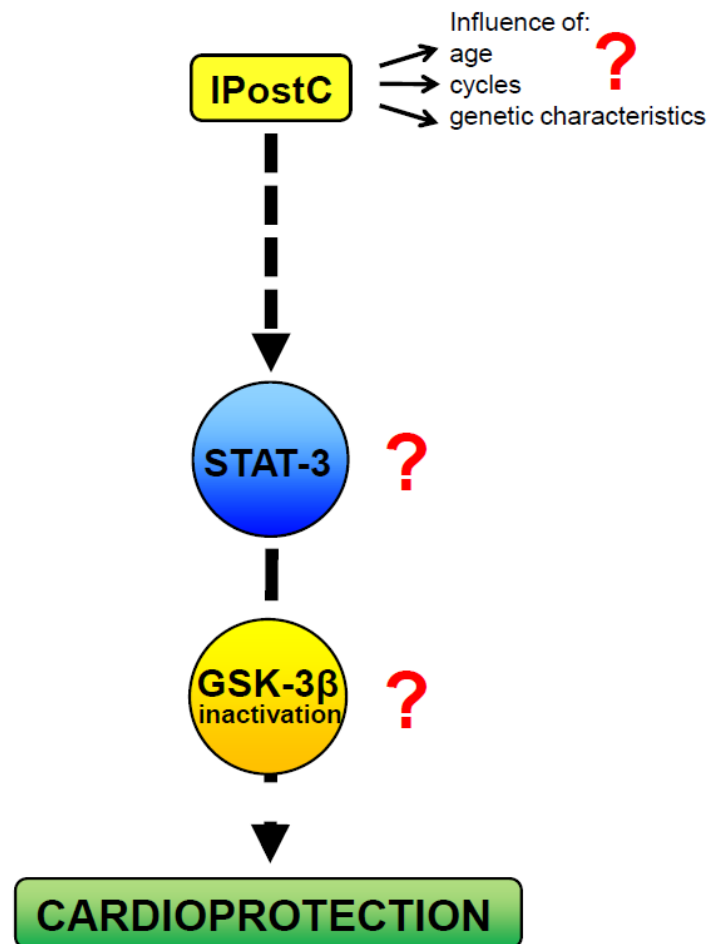 Influence of:
age
cycles
genetic characteristics
?
IPostC
STAT-3
?
GSK-3β
inactivation
?
CARDIOPROTECTION